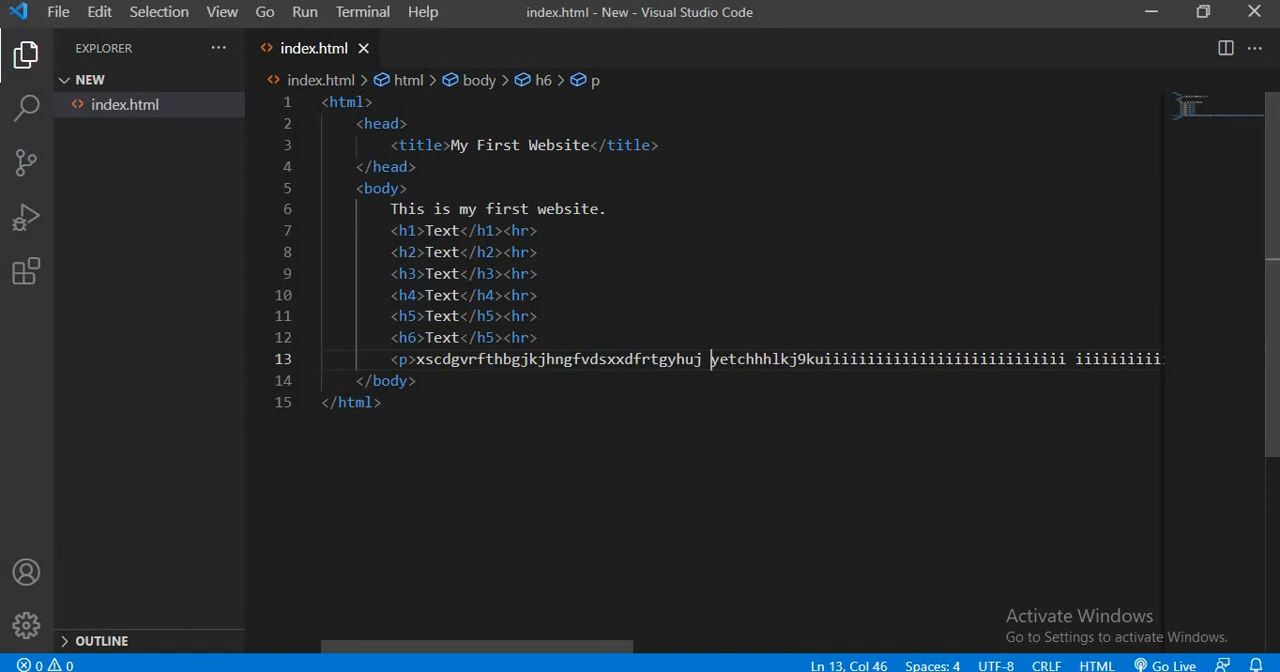 File Edit Selection View Go Run Terminal Help index.html - New - Visual Studio Code
EXPLORER ··· <> index.html ×
NEW
<> index.html
<> index.html > html > body > h6 > p
1 <html>
2 <head>
3 <title>My First Website</title>
4 </head>
5 <body>
6 This is my first website.
7 <h1>Text</h1><hr>
8 <h2>Text</h2><hr>
9 <h3>Text</h3><hr>
10 <h4>Text</h4><hr>
11 <h5>Text</h5><hr>
12 <h6>Text</h5><hr>
13 <p>xscdgvrfthbgjkjhngfvdsxxdfrtgyhuj yetchhhlkj9kuiiiiiiiiiiiiiiiiiiiiiiiiiiii iiiiiiiiiii
14 </body>
15 </html>
Activate Windows
Go to Settings to activate Windows.
OUTLINE
0 0 Ln 13, Col 46 Spaces: 4 UTF-8 CRLF HTML Go Live